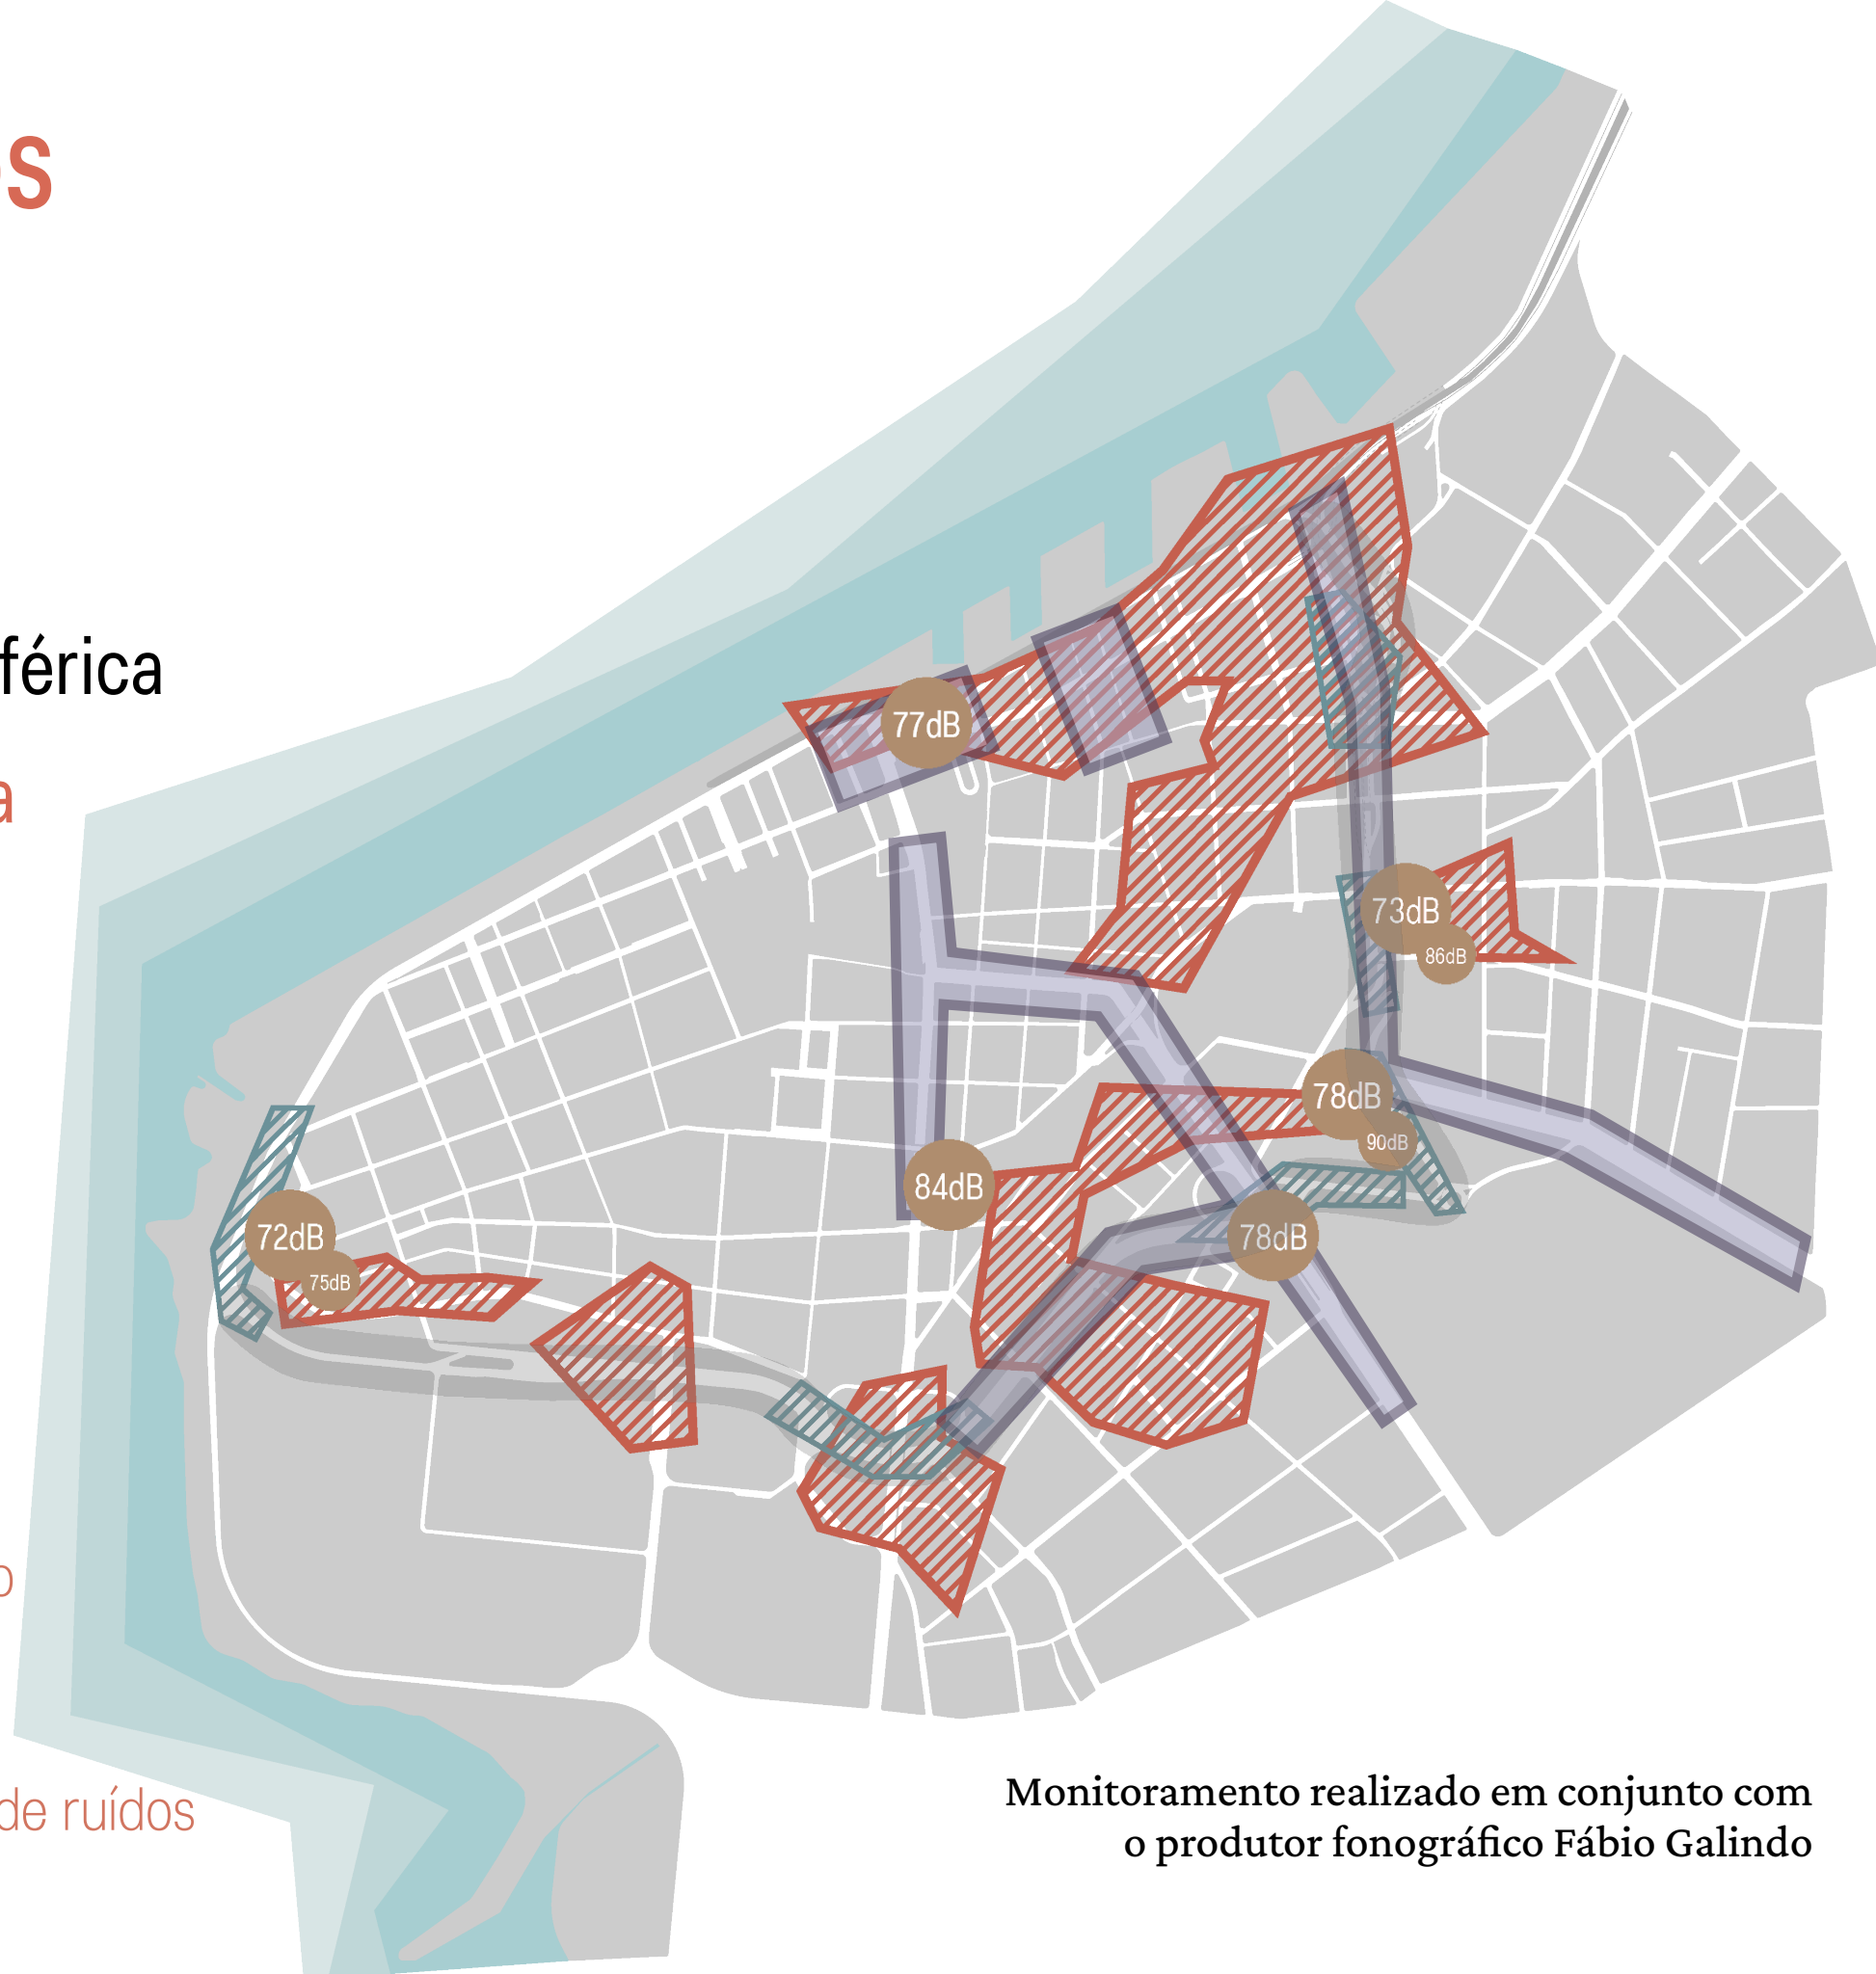 os
férica
a
77dB
73dB
86dB
78dB
90dB
84dB
78dB
72dB
75dB
o
de ruídos
Monitoramento realizado em conjunto com
o produtor fonográfico Fábio Galindo